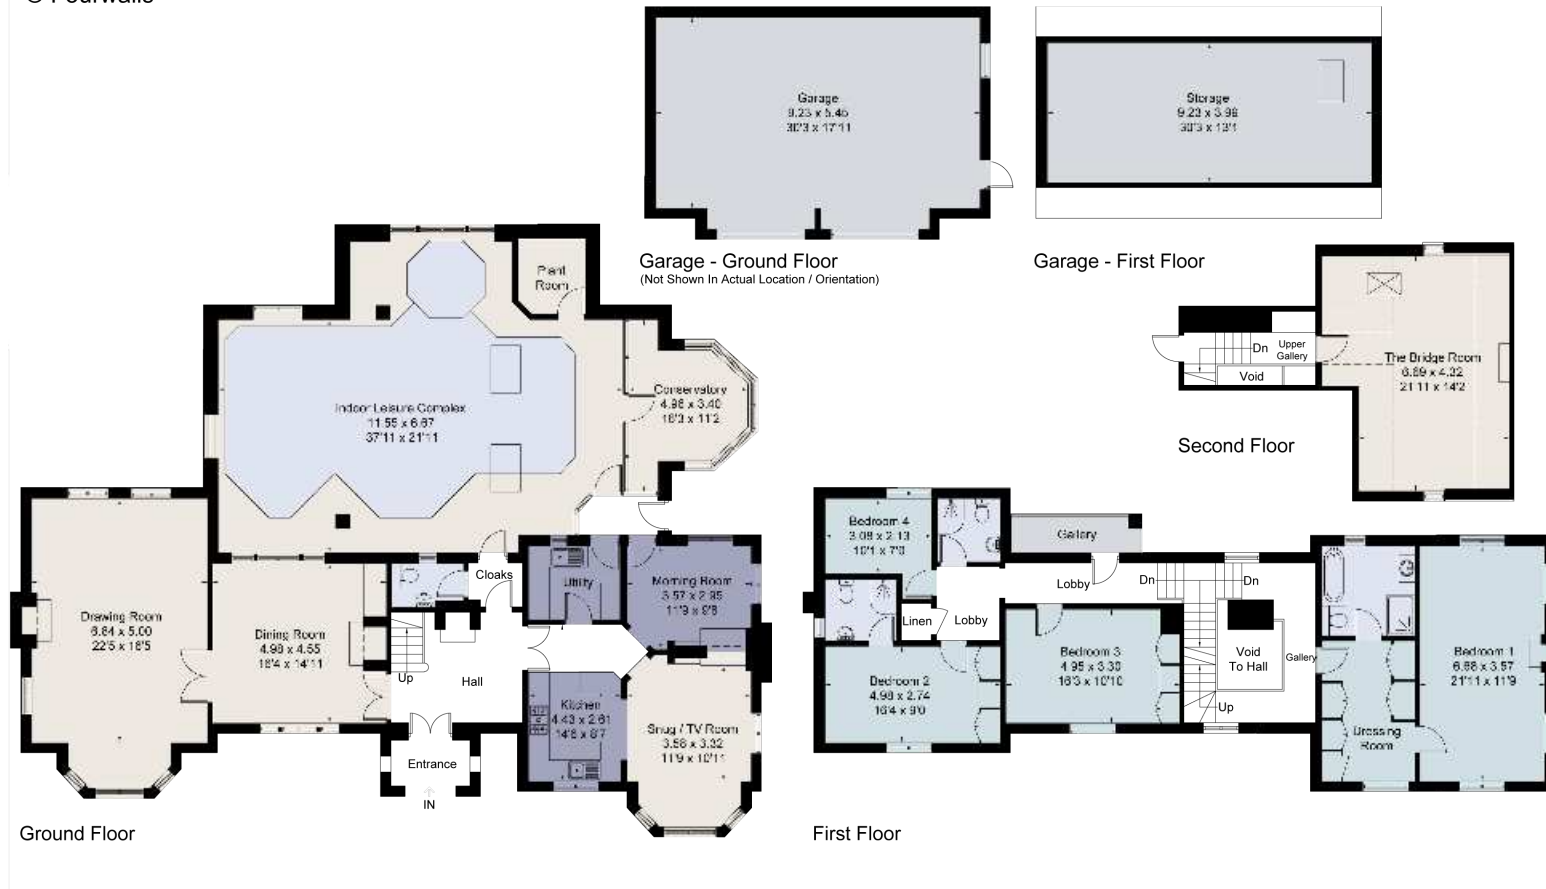 © Fourwalls
Garage
9.23 x 5.45
30'3 x 17'11
Storage
9.23 x 3.98
30'3 x 13'1
Garage - Ground Floor
(Not Shown In Actual Location / Orientation)
Garage - First Floor
Plant
Room
Indoor Leisure Complex
11.55 x 6.67
37'11 x 21'11
Conservatory
4.96 x 3.40
16'3 x 11'2
Dn
Upper
Gallery
Void
The Bridge Room
6.69 x 4.32
21'11 x 14'2
Second Floor
Drawing Room
6.84 x 5.00
22'5 x 16'5
Dining Room
4.98 x 4.55
16'4 x 14'11
Cloaks
Utility
Morning Room
3.57 x 2.95
11'9 x 9'8
Up
Hall
Kitchen
4.43 x 2.61
14'6 x 8'7
Snug / TV Room
3.58 x 3.32
11'9 x 10'11
Entrance
IN
Ground Floor
Bedroom 4
3.08 x 2.13
10'1 x 7'0
Gallery
Lobby
Dn
Dn
Linen
Lobby
Bedroom 2
4.98 x 2.74
16'4 x 9'0
Bedroom 3
4.95 x 3.30
16'3 x 10'10
Void
To Hall
Gallery
Up
Bedroom 1
6.68 x 3.57
21'11 x 11'9
Dressing
Room
First Floor